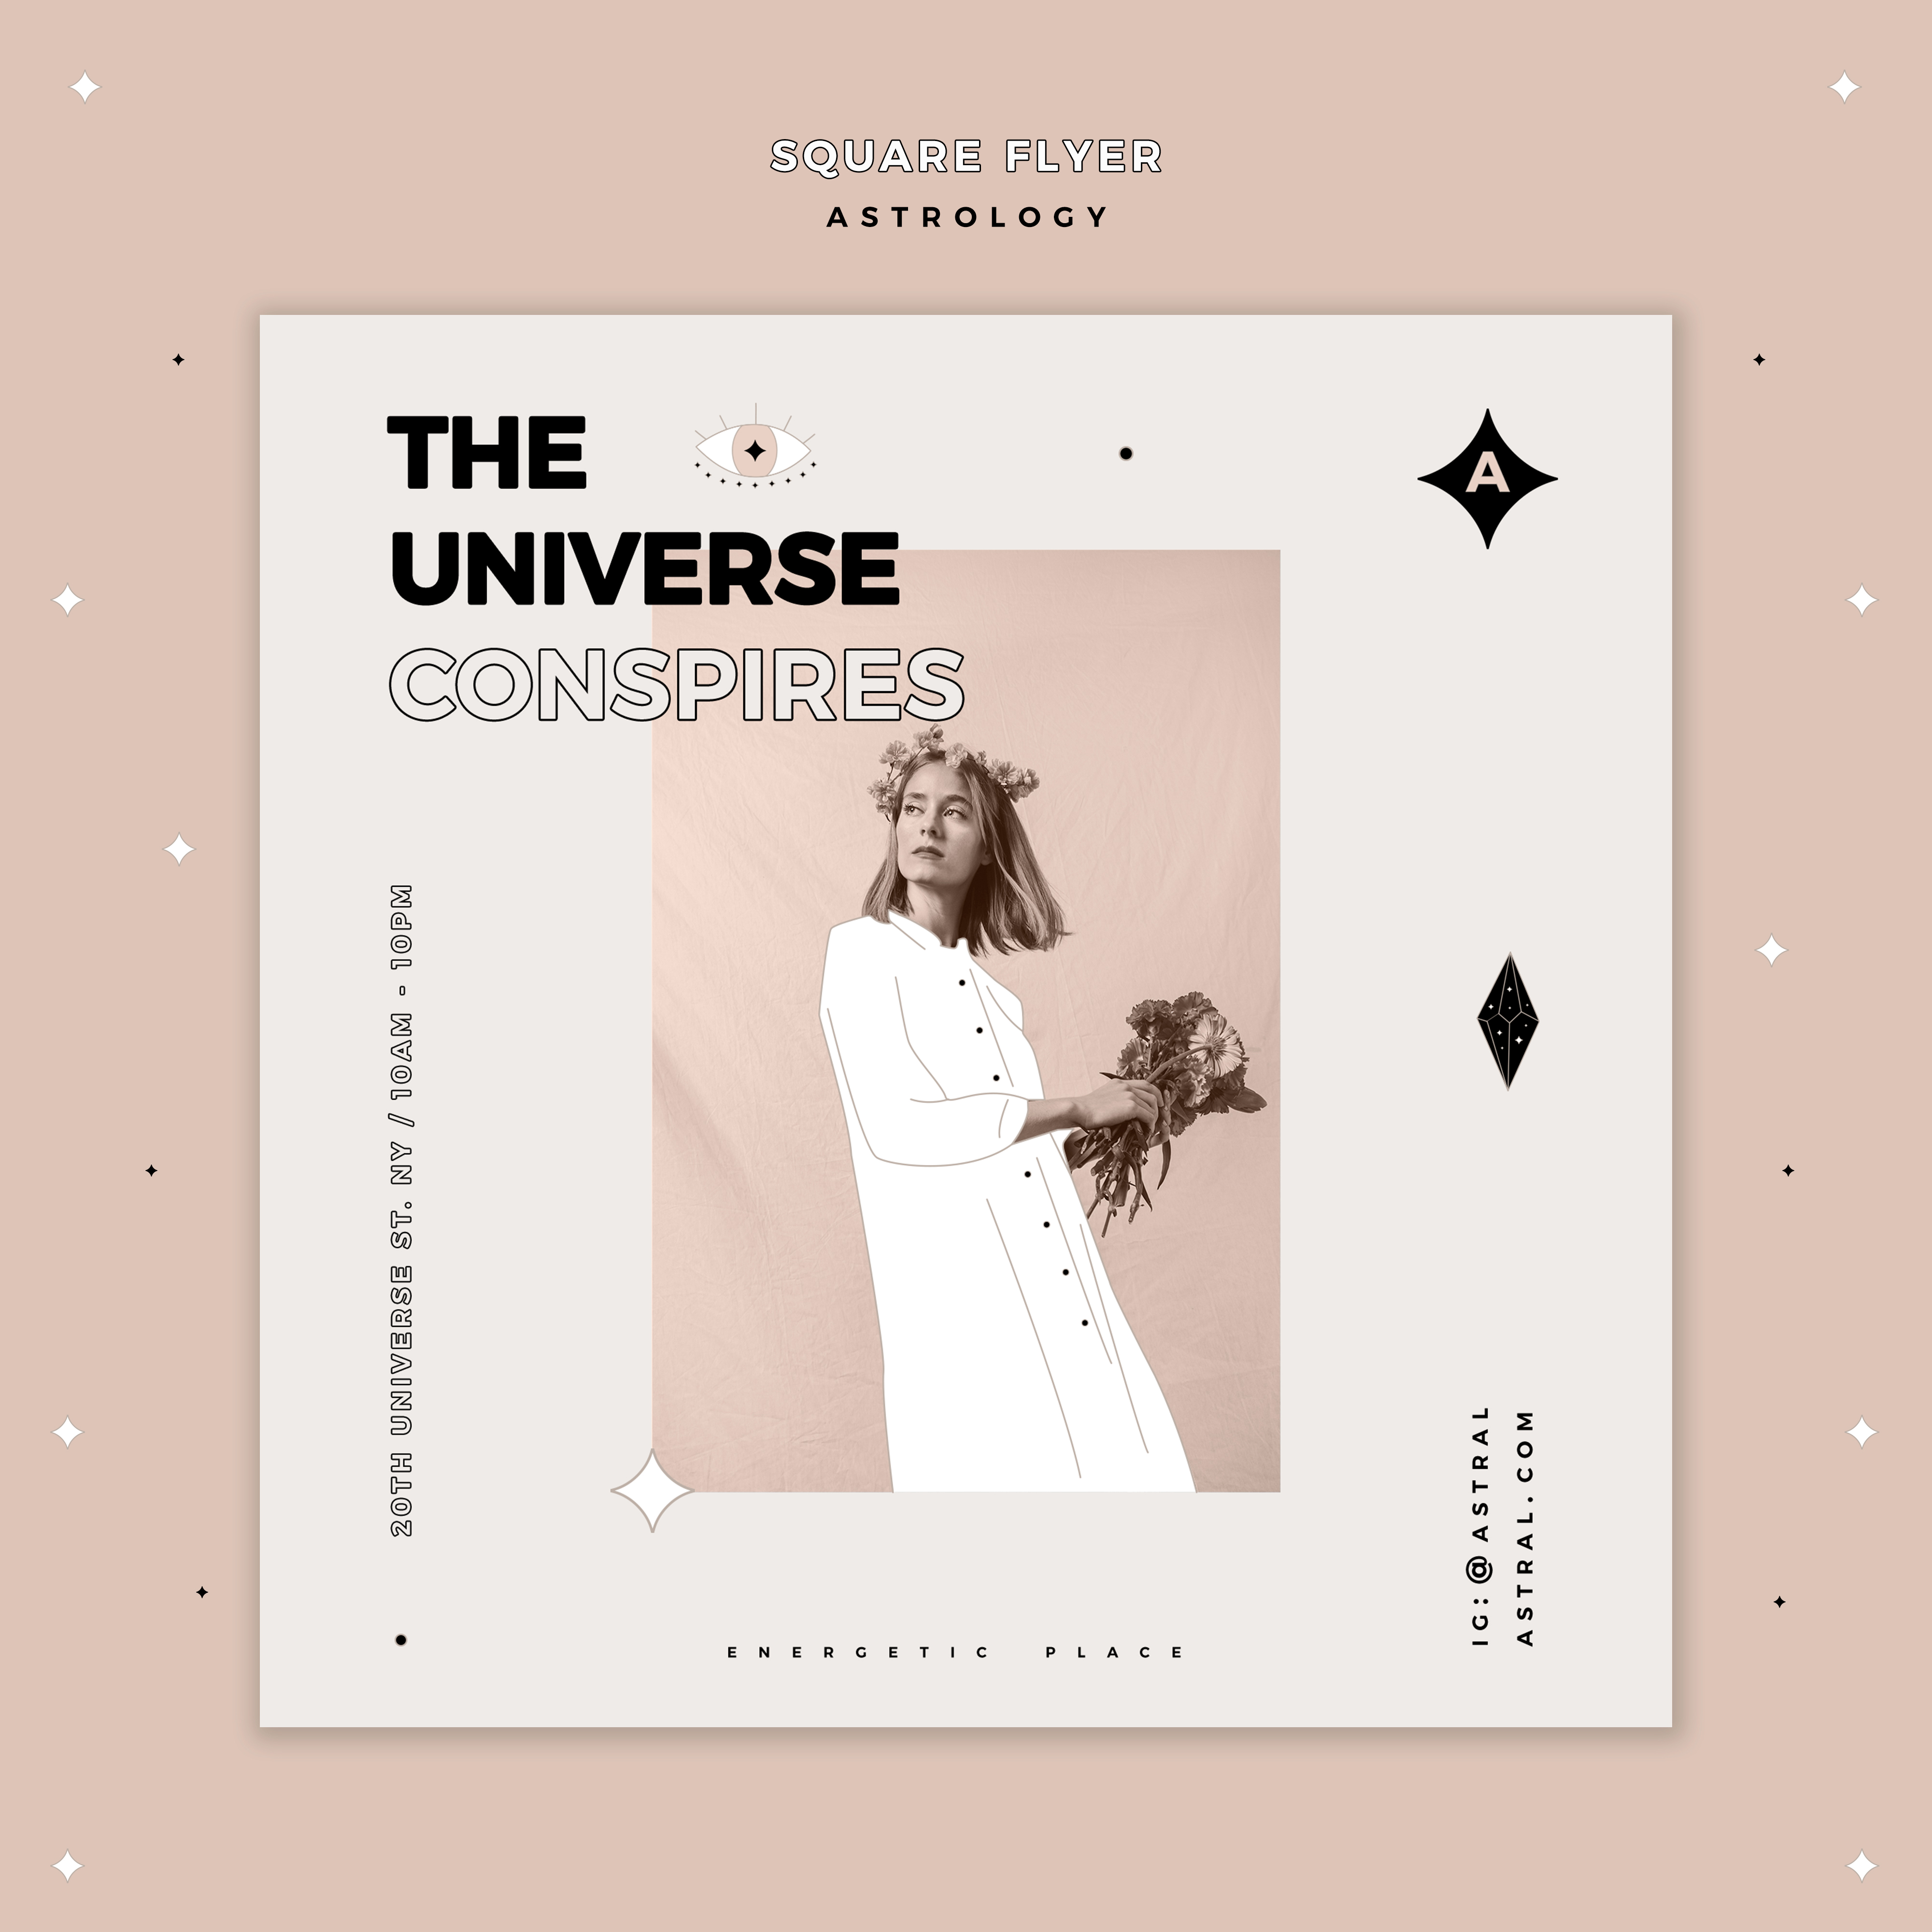 SQUARE FLYER
ASTROLOGY
THE
UNIVERSE
CONSPIRES
A
20TH UNIVERSE ST. NY / 10AM - 10PM
IG:@ASTRAL
ASTRAL.COM
ENERGETIC PLACE